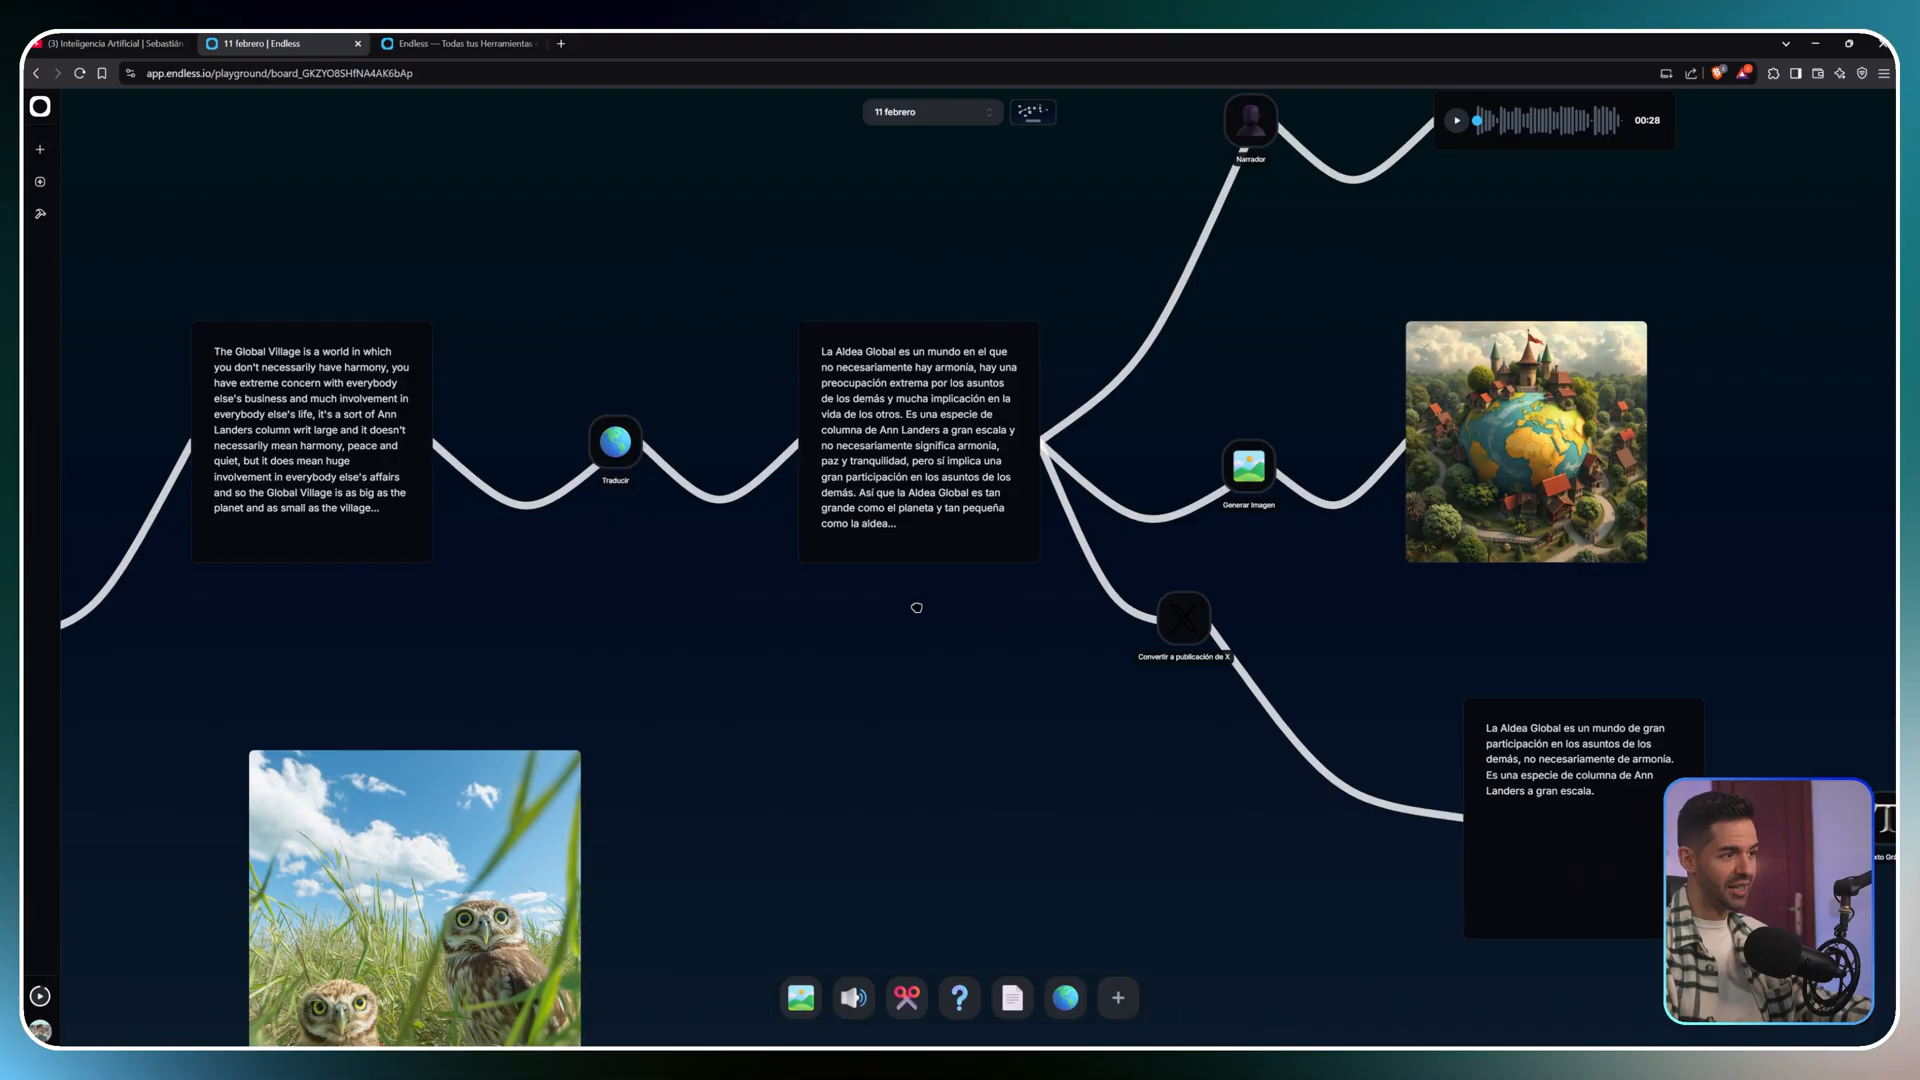 (3) Inteligencia Artificial | Sebastián
11 febrero | Endless
Endless — Todas tus Herramientas
app.endless.io/playground/board_GKZYO8SHfNA4AK6bAp
11 febrero
Narrador
00:28
The Global Village is a world in which
you don't necessarily have harmony, you
have extreme concern with everybody
else's business and much involvement in
everybody else's life, it's a sort of Ann
Landers column writ large and it doesn't
necessarily mean harmony, peace and
quiet, but it does mean huge
involvement in everybody else's affairs
and so the Global Village is as big as the
planet and as small as the village...
Traducir
La Aldea Global es un mundo en el que
no necesariamente hay armonía, hay una
preocupación extrema por los asuntos
de los demás y mucha implicación en la
vida de los otros. Es una especie de
columna de Ann Landers a gran escala y
no necesariamente significa armonía,
paz y tranquilidad, pero sí implica una
gran participación en los asuntos de los
demás. Así que la Aldea Global es tan
grande como el planeta y tan pequeña
como la aldea...
Generar Imagen
Convertir a publicación de X
La Aldea Global es un mundo de gran
participación en los asuntos de los
demás, no necesariamente de armonía.
Es una especie de columna de Ann
Landers a gran escala.